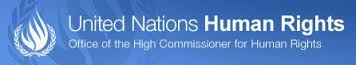 United Nations Human Rights
Office of the High Commissioner for Human Rights